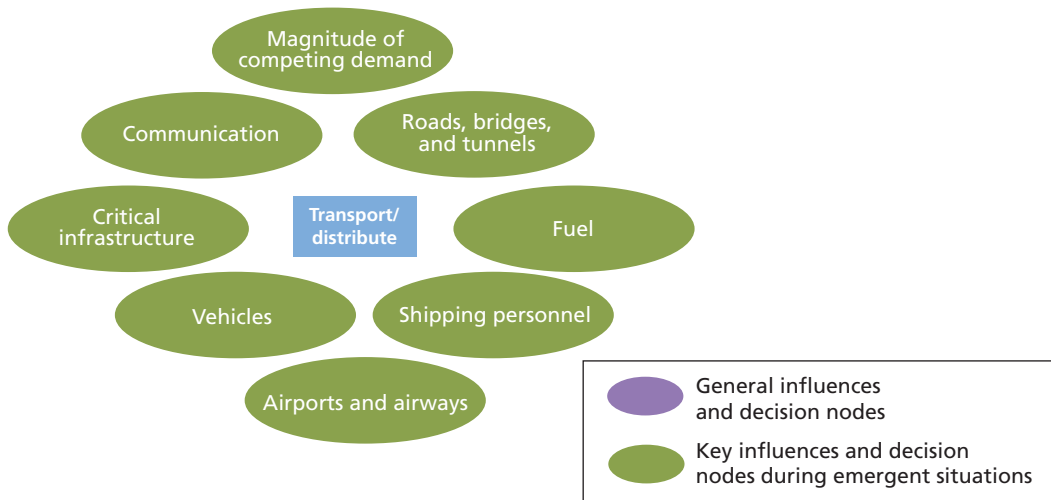 Magnitude of
competing demand
Communication
Roads, bridges,
and tunnels
Critical
infrastructure
Transport/
distribute
Fuel
Vehicles
Shipping personnel
Airports and airways
General influences
and decision nodes
Key influences and decision
nodes during emergent situations